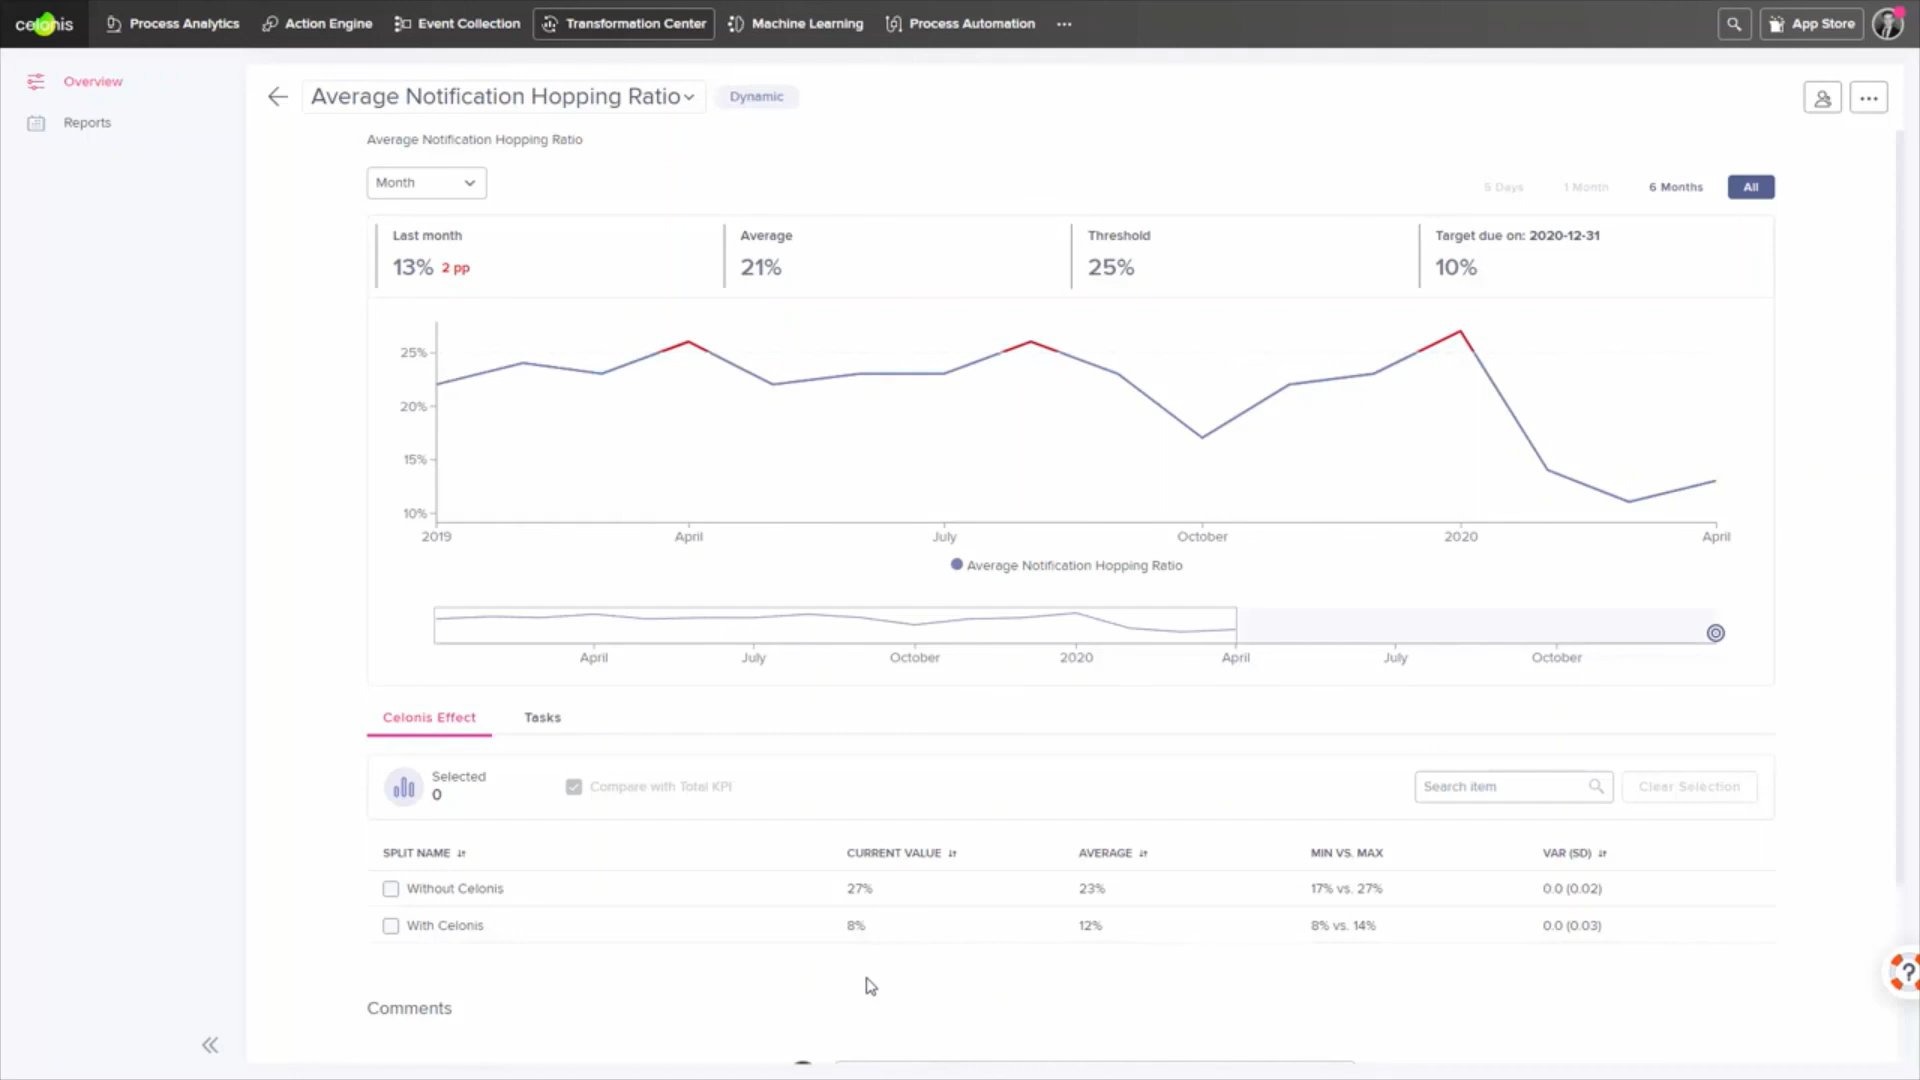 celonis Process Analytics Action Engine Event Collection Transformation Center Machine Learning Process Automation ••• App Store
Overview
Reports
Average Notification Hopping Ratio Dynamic
Average Notification Hopping Ratio
Month 5 Days 1 Month 6 Months All
Last month Average Threshold Target due on: 2020-12-31
13% 2 pp 21% 25% 10%
25%
20%
15%
10%
2019 April July October 2020 April
Average Notification Hopping Ratio
April July October 2020 April July October
Celonis Effect Tasks
Selected
0
Compare with Total KPI Search item Clear Selection
SPLIT NAME CURRENT VALUE AVERAGE MIN VS. MAX VAR (SD)
Without Celonis 27% 23% 17% vs. 27% 0.0 (0.02)
With Celonis 8% 12% 8% vs. 14% 0.0 (0.03)
?
Comments